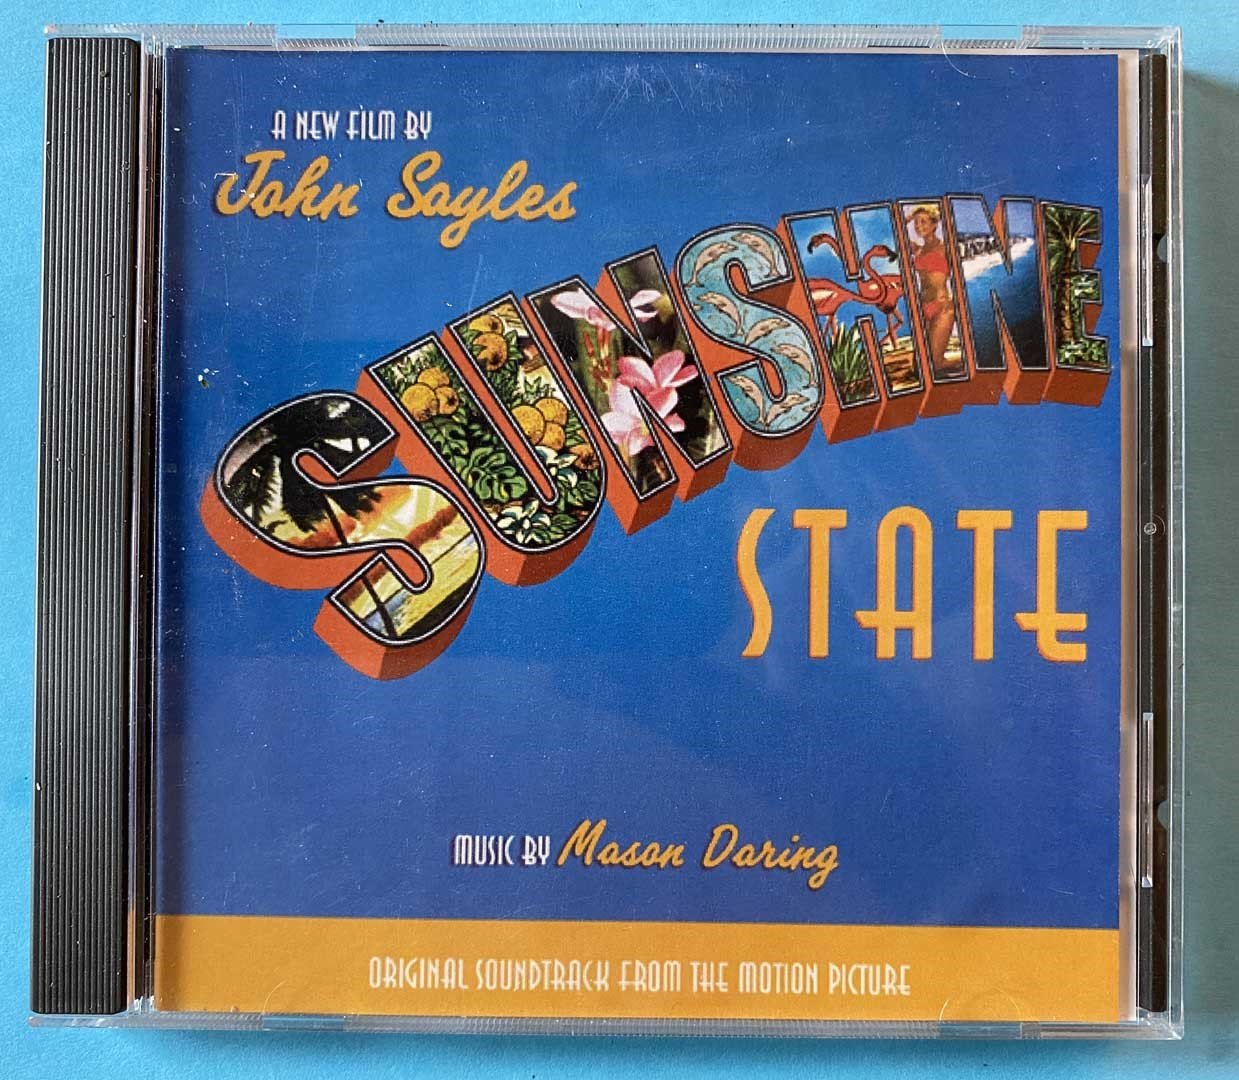 A NEW FILM BY
John Sayles
SUNSHINE
STATE
MUSIC BY Mason Daring
ORIGINAL SOUNDTRACK FROM THE MOTION PICTURE